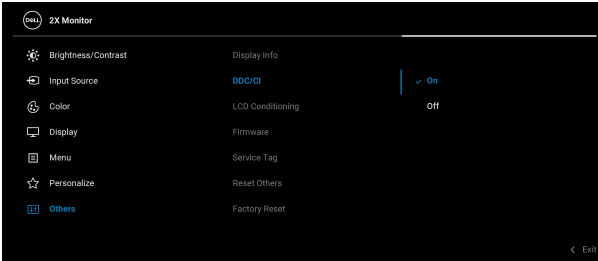 DELL 2X Monitor
Brightness/Contrast Display Info
Input Source DDC/CI On
Color LCD Conditioning Off
Display Firmware
Menu Service Tag
Personalize Reset Others
Others Factory Reset
Exit